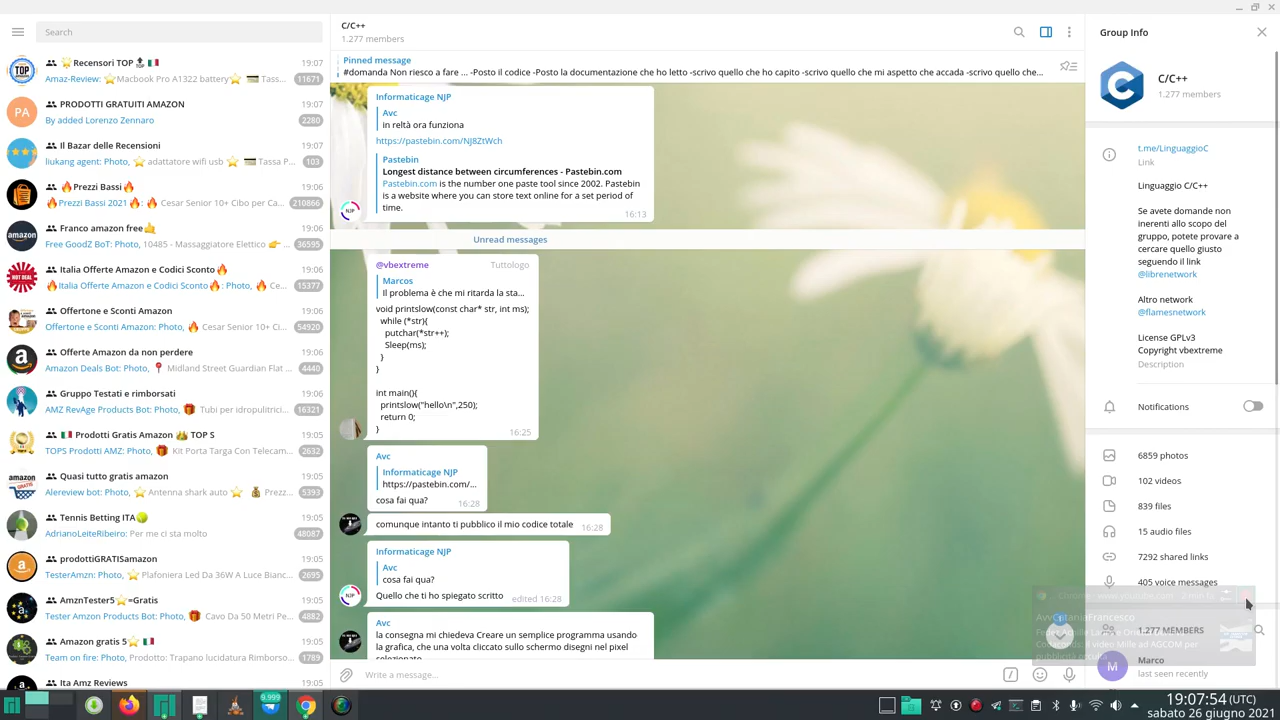 Search
Recensori TOP 19:07
Amaz-Review: Macbook Pro A1322 battery Tass... 11671
PA
PRODOTTI GRATUITI AMAZON 19:07
By added Lorenzo Zennaro 2280
Il Bazar delle Recensioni 19:07
liukang agent: Photo, adattatore wifi usb Tassa P... 103
Prezzi Bassi 19:06
Prezzi Bassi 2021 : Cesar Senior 10+ Cibo per Ca... 210866
Franco amazon free 19:06
Free GoodZ BoT: Photo, 10485 - Massaggiatore Elettico 36595
Italia Offerte Amazon e Codici Sconto 19:06
Italia Offerte Amazon e Codici Sconto : Photo, Ce... 15377
Offertone e Sconti Amazon 19:06
Offertone e Sconti Amazon: Photo, Cesar Senior 10+ Ci... 54920
Offerte Amazon da non perdere 19:06
Amazon Deals Bot: Photo, Midland Street Guardian Flat ... 4440
Gruppo Testati e rimborsati 19:06
AMZ RevAge Products Bot: Photo, Tubi per idropulitrici... 16321
Prodotti Gratis Amazon TOP S 19:05
TOPS Prodotti AMZ: Photo, Kit Porta Targa Con Telecam... 2632
Quasi tutto gratis amazon 19:05
Alereview bot: Photo, Antenna shark auto Prezz... 5393
Tennis Betting ITA 19:05
AdrianoLeiteRibeiro: Per me ci sta molto 48087
prodottiGRATISamazon 19:05
TesterAmzn: Photo, Plafoniera Led Da 36W A Luce Bianc... 2695
AmznTester5 =Gratis 19:05
Tester Amzon Products Bot: Photo, Cavo Da 50 Metri Pe... 4882
Amazon gratis 5 19:05
Team on fire: Photo, Prodotto: Trapano lucidatura Rimborso... 1789
Ita Amz Reviews 19:05
C/C++
1.277 members
Pinned message
#domanda Non riesco a fare ... -Posto il codice -Posto la documentazione che ho letto -scrivo quello che ho capito -scrivo quello che mi aspetto che accada -scrivo quello che...
Informaticage NJP
Avc
in reltà ora funziona
https://pastebin.com/NJ8ZtWch
Pastebin
Longest distance between circumferences - Pastebin.com
Pastebin.com is the number one paste tool since 2002. Pastebin
is a website where you can store text online for a set period of
time.
16:13
Unread messages
@vbextreme Tuttologo
Marcos
Il problema è che mi ritarda la sta...
void printslow(const char* str, int ms);
while (*str){
putchar(*str++);
Sleep(ms);
}
}
int main(){
printslow("hello\n",250);
return 0;
}
16:25
Avc
Informaticage NJP
https://pastebin.com/...
cosa fai qua? 16:28
comunque intanto ti pubblico il mio codice totale 16:28
Informaticage NJP
Avc
cosa fai qua?
Quello che ti ho spiegato scritto edited 16:28
Avc
la consegna mi chiedeva Creare un semplice programma usando
la grafica, che una volta cliccato sullo schermo disegni nel pixel
selezionato
Write a message...
Group Info
C/C++
1.277 members
t.me/LinguaggioC
Link
Linguaggio C/C++
Se avete domande non
inerenti allo scopo del
gruppo, potete provare a
cercare quello giusto
seguendo il link
@librenetwork
Altro network
@flamesnetwork
License GPLv3
Copyright vbextreme
Description
Notifications
6859 photos
102 videos
839 files
15 audio files
7292 shared links
405 voice messages
1.277 MEMBERS
M
Marco
last seen recently
9.999
19:07:54 (UTC)
sabato 26 giugno 2021